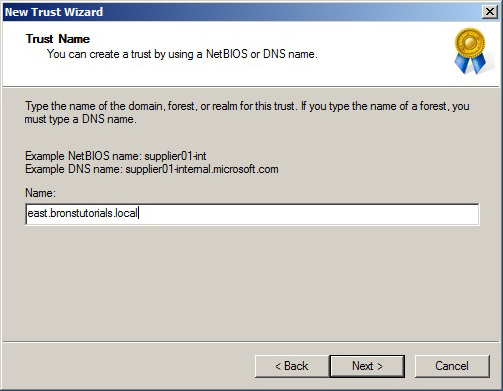 New Trust Wizard
Trust Name
You can create a trust by using a NetBIOS or DNS name.
Type the name of the domain, forest, or realm for this trust. If you type the name of a forest, you
must type a DNS name.
Example NetBIOS name: supplier01-int
Example DNS name: supplier01-internal.microsoft.com
Name:
east.bronstutorials.local
< Back
Next >
Cancel